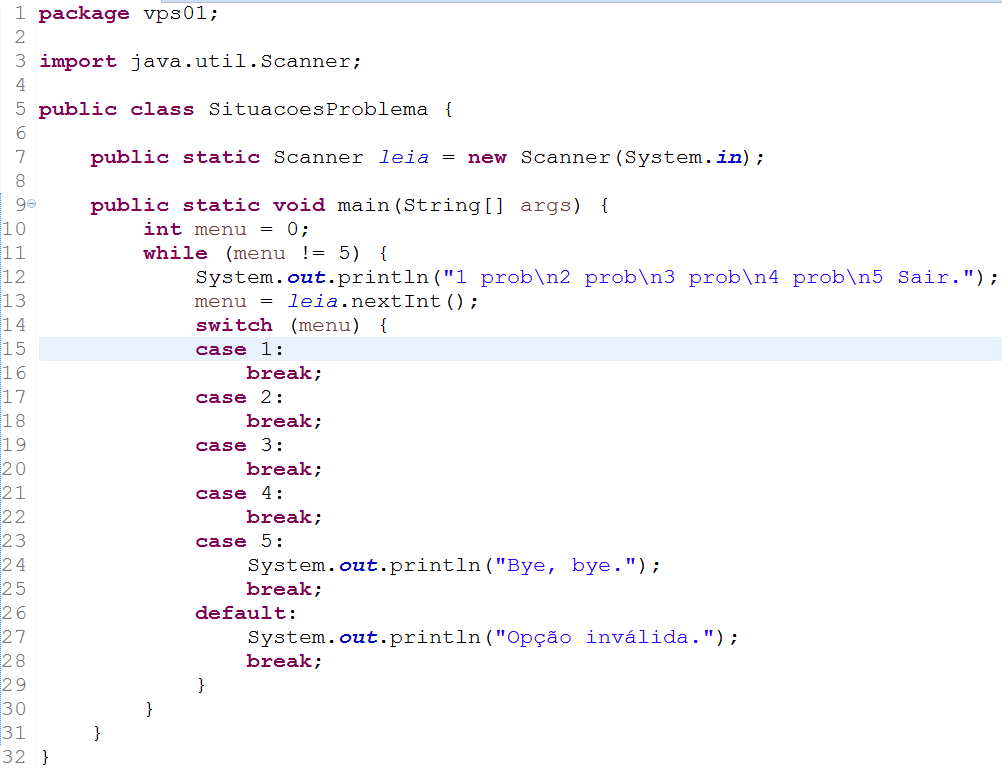 1 package vps01;
2
3 import java.util.Scanner;
4
5 public class SituacoesProblema {
6
7     public static Scanner leia = new Scanner(System.in);
8
9     public static void main(String[] args) {
10         int menu = 0;
11         while (menu != 5) {
12             System.out.println("1 prob\n2 prob\n3 prob\n4 prob\n5 Sair.");
13             menu = leia.nextInt();
14             switch (menu) {
15             case 1:
16                 break;
17             case 2:
18                 break;
19             case 3:
20                 break;
21             case 4:
22                 break;
23             case 5:
24                 System.out.println("Bye, bye.");
25                 break;
26             default:
27                 System.out.println("Opção inválida.");
28                 break;
29             }
30         }
31     }
32 }